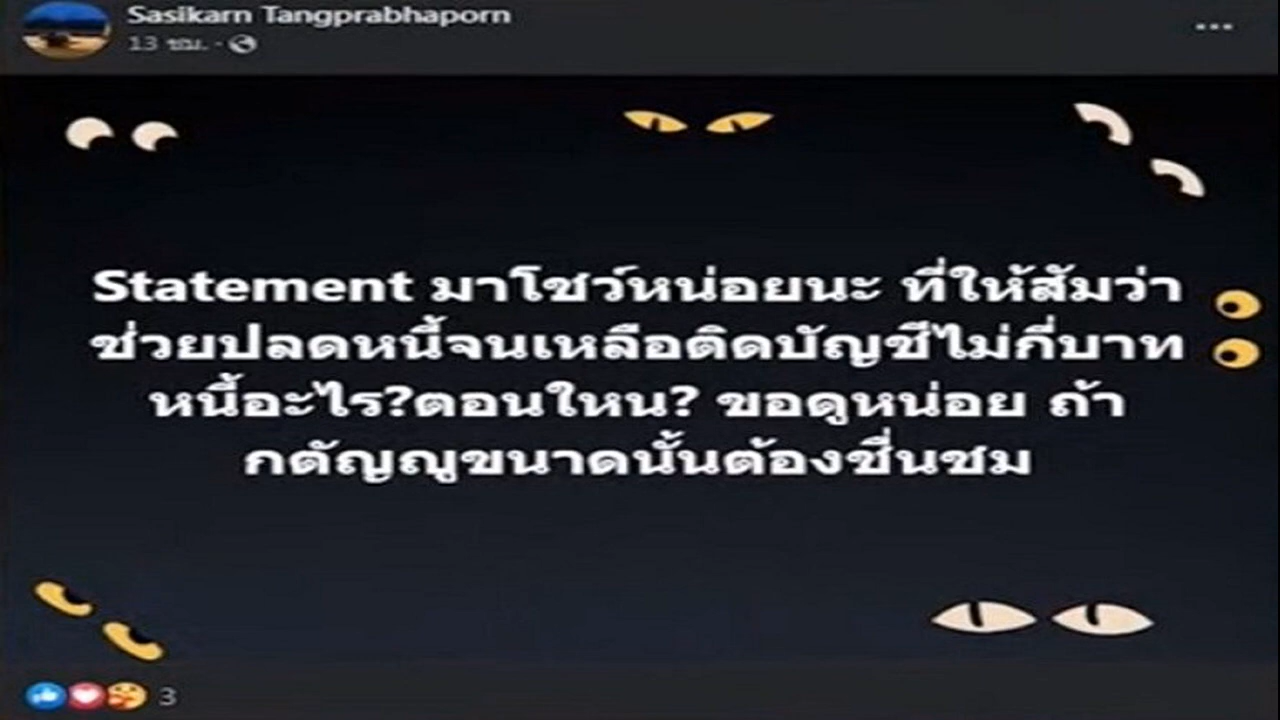 Sasikarn Tangprabhaporn
13 ชม. ·
Statement มาโชว์หน่อยนะ ที่ให้สัมว่า
ช่วยปลดหนี้จนเหลือติดบัญชีไม่กี่บาท
หนี้อะไร?ตอนใหน? ขอดูหน่อย ถ้า
กตัญญูขนาดนั้นต้องชื่นชม
3